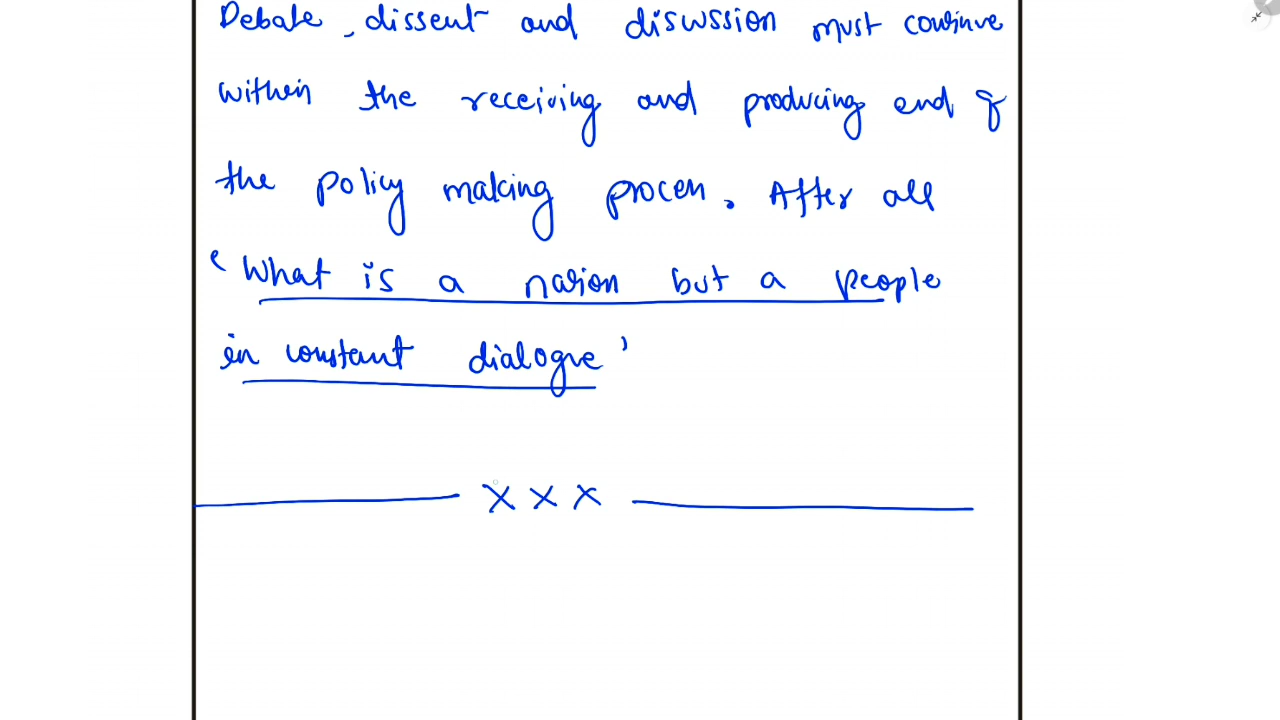 Debate, dissent and discussion must continue
within the receiving and producing end of
the policy making process. After all
‘What is a nation but a people
in constant dialogue’
X X X